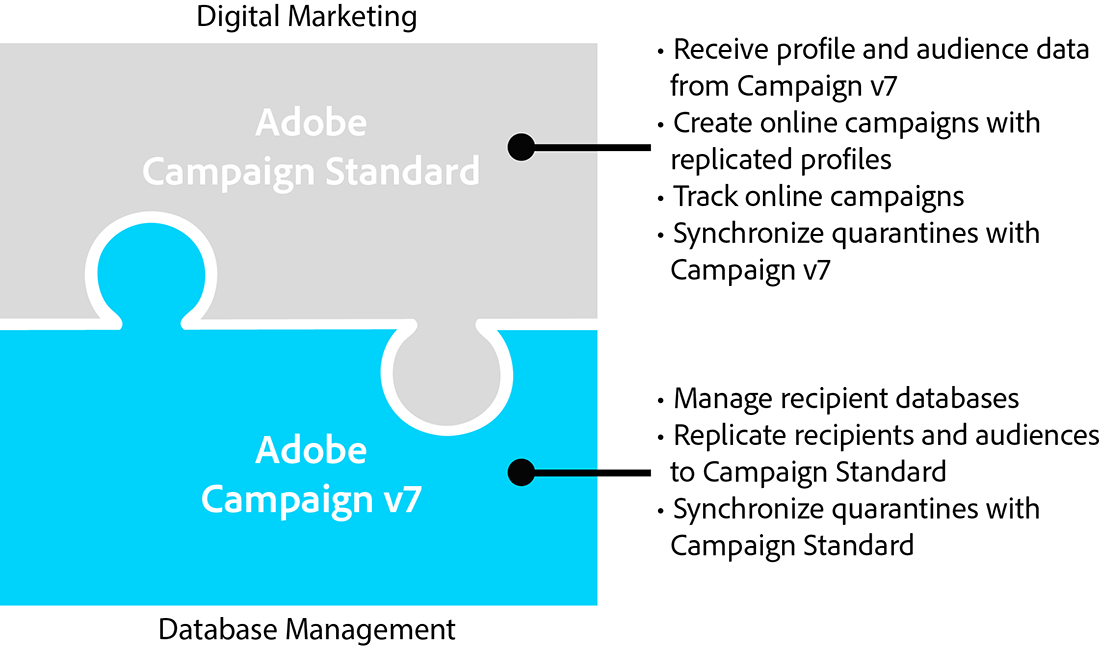 Digital Marketing
Adobe
Campaign Standard
• Receive profile and audience data
from Campaign v7
• Create online campaigns with
replicated profiles
• Track online campaigns
• Synchronize quarantines with
Campaign v7
Adobe
Campaign v7
• Manage recipient databases
• Replicate recipients and audiences
to Campaign Standard
• Synchronize quarantines with
Campaign Standard
Database Management